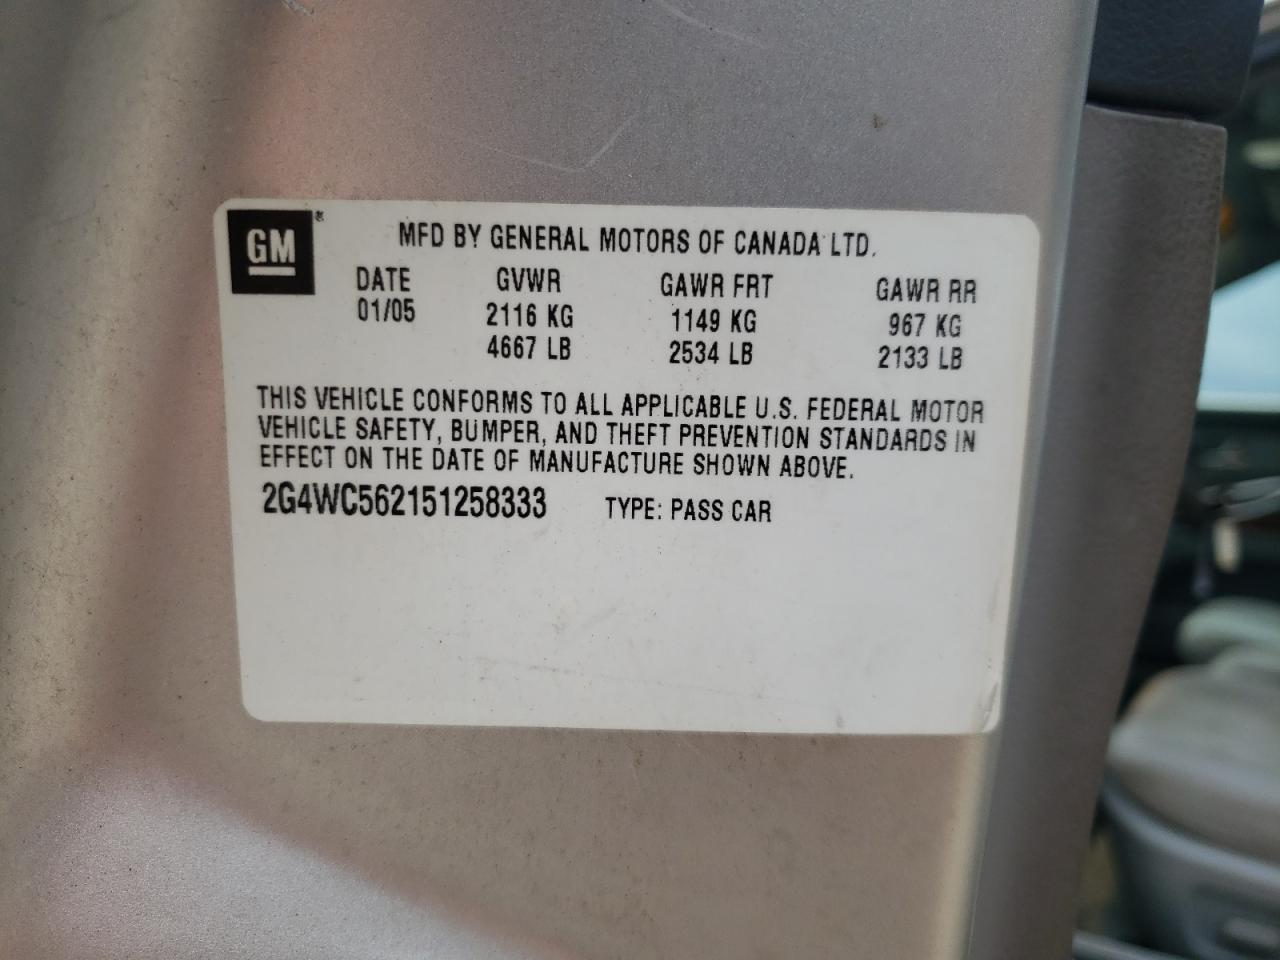 GM®
MFD BY GENERAL MOTORS OF CANADA LTD.
DATE GVWR GAWR FRT GAWR RR
01/05 2116 KG 1149 KG 967 KG
4667 LB 2534 LB 2133 LB
THIS VEHICLE CONFORMS TO ALL APPLICABLE U.S. FEDERAL MOTOR
VEHICLE SAFETY, BUMPER, AND THEFT PREVENTION STANDARDS IN
EFFECT ON THE DATE OF MANUFACTURE SHOWN ABOVE.
2G4WC562151258333 TYPE: PASS CAR